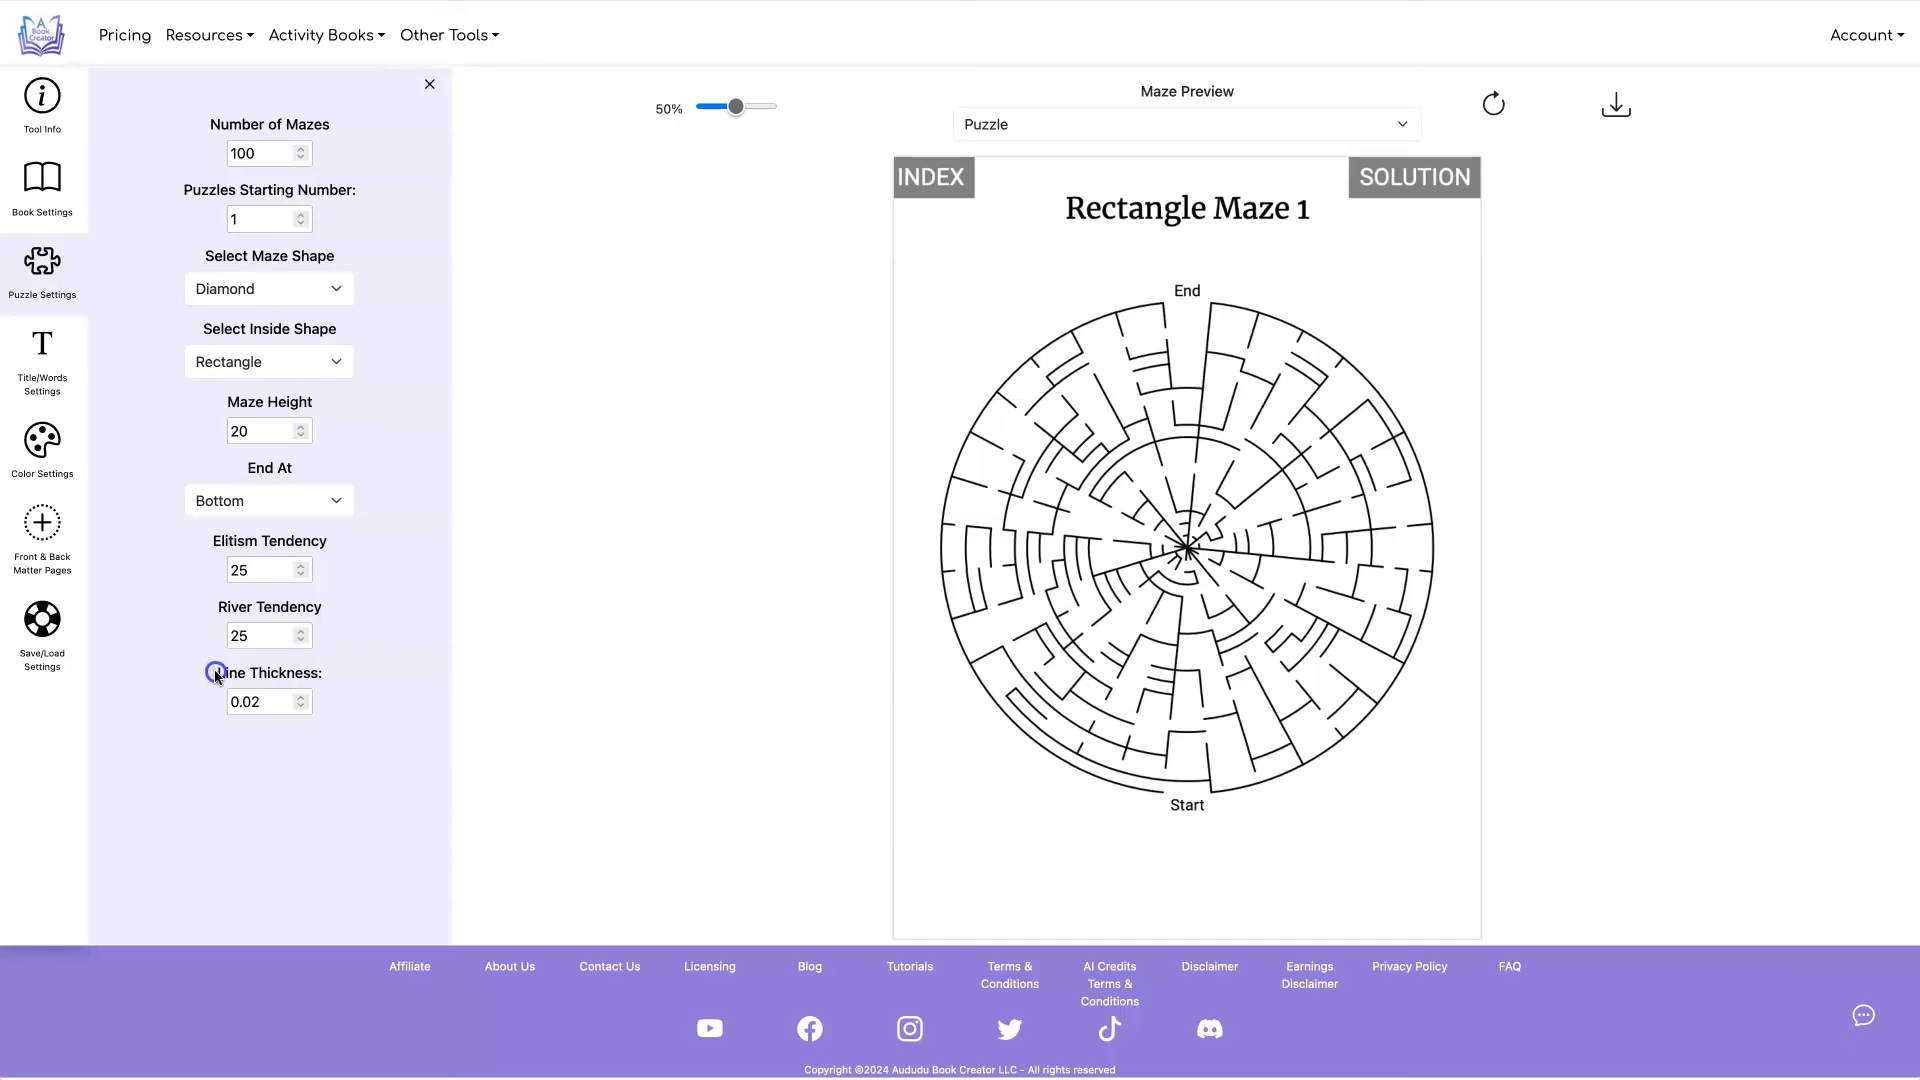 A
Book
Creator
Pricing
Resources
Activity Books
Other Tools
Account
Tool Info
Book Settings
Puzzle Settings
Title/Words
Settings
Color Settings
Front & Back
Matter Pages
Save/Load
Settings
Number of Mazes
100
Puzzles Starting Number:
1
Select Maze Shape
Diamond
Select Inside Shape
Rectangle
Maze Height
20
End At
Bottom
Elitism Tendency
25
River Tendency
25
Line Thickness:
0.02
50%
Maze Preview
Puzzle
INDEX
SOLUTION
Rectangle Maze 1
End
Start
Affiliate
About Us
Contact Us
Licensing
Blog
Tutorials
Terms &
Conditions
AI Credits
Terms &
Conditions
Disclaimer
Earnings
Disclaimer
Privacy Policy
FAQ
Copyright ©2024 Aududu Book Creator LLC - All rights reserved